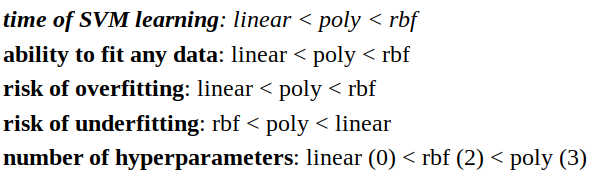 time of SVM learning: linear < poly < rbf
ability to fit any data: linear < poly < rbf
risk of overfitting: linear < poly < rbf
risk of underfitting: rbf < poly < linear
number of hyperparameters: linear (0) < rbf (2) < poly (3)